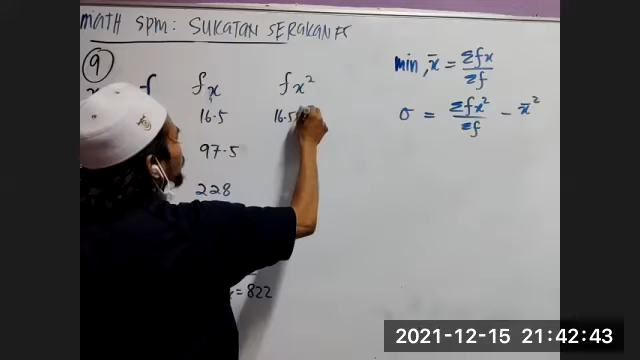 math spm: SUKATAN SERAKAN
9
min, x̄ = Σfx / Σf
f fx fx²
σ = Σfx² / Σf - x̄²
16.5 16.5
97.5
228
= 822
2021-12-15 21:42:43